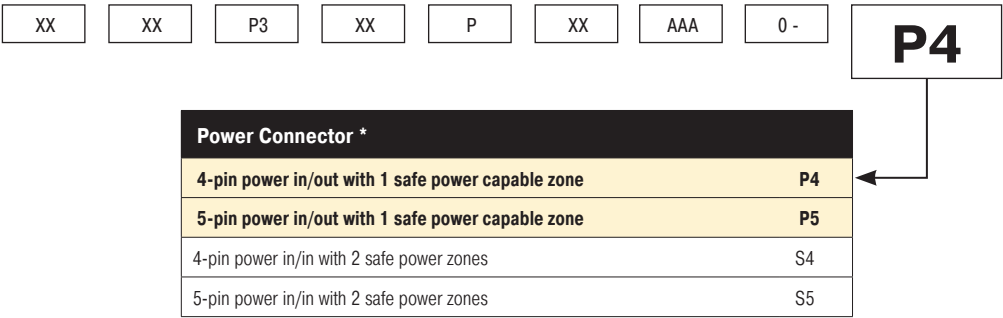 XX XX P3 XX P XX AAA 0 - P4
Power Connector *
4-pin power in/out with 1 safe power capable zone P4
5-pin power in/out with 1 safe power capable zone P5
4-pin power in/in with 2 safe power zones S4
5-pin power in/in with 2 safe power zones S5